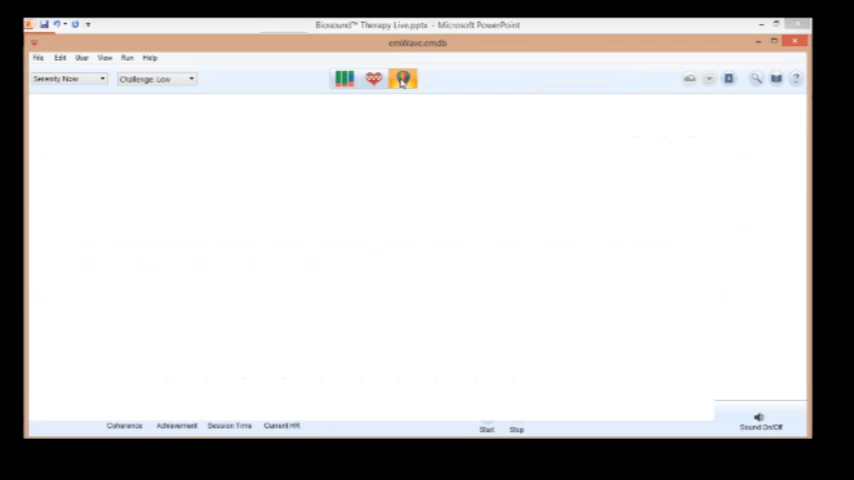 Biosound™ Therapy Live.pptx - Microsoft PowerPoint
emWave.emdb
File Edit User View Run Help
Serenity Now Challenge: Low
?
Coherence Achievement Session Time Current HR Start Stop Sound On/Off